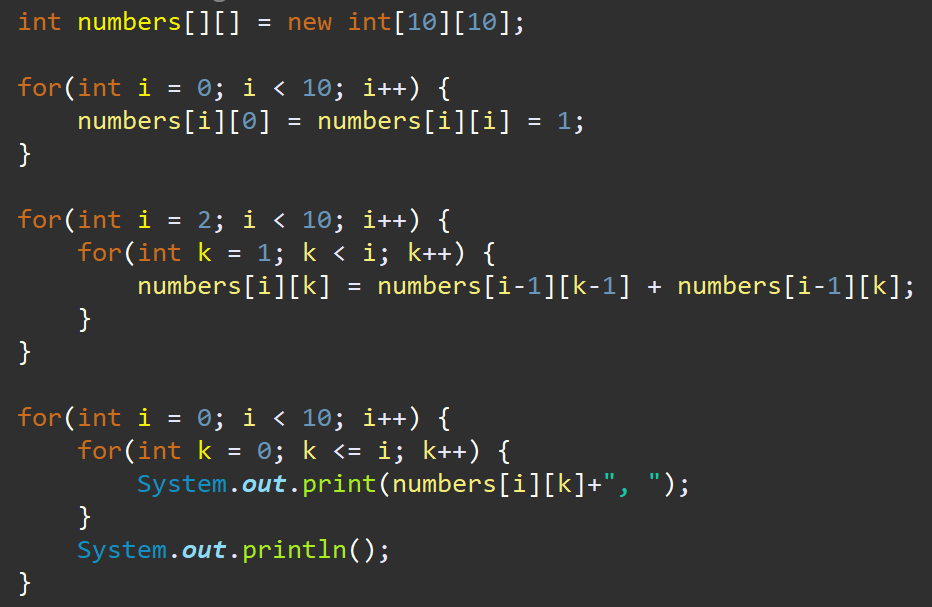 int numbers[][] = new int[10][10];

for(int i = 0; i < 10; i++) {
    numbers[i][0] = numbers[i][i] = 1;
}

for(int i = 2; i < 10; i++) {
    for(int k = 1; k < i; k++) {
        numbers[i][k] = numbers[i-1][k-1] + numbers[i-1][k];
    }
}

for(int i = 0; i < 10; i++) {
    for(int k = 0; k <= i; k++) {
        System.out.print(numbers[i][k]+", ");
    }
    System.out.println();
}